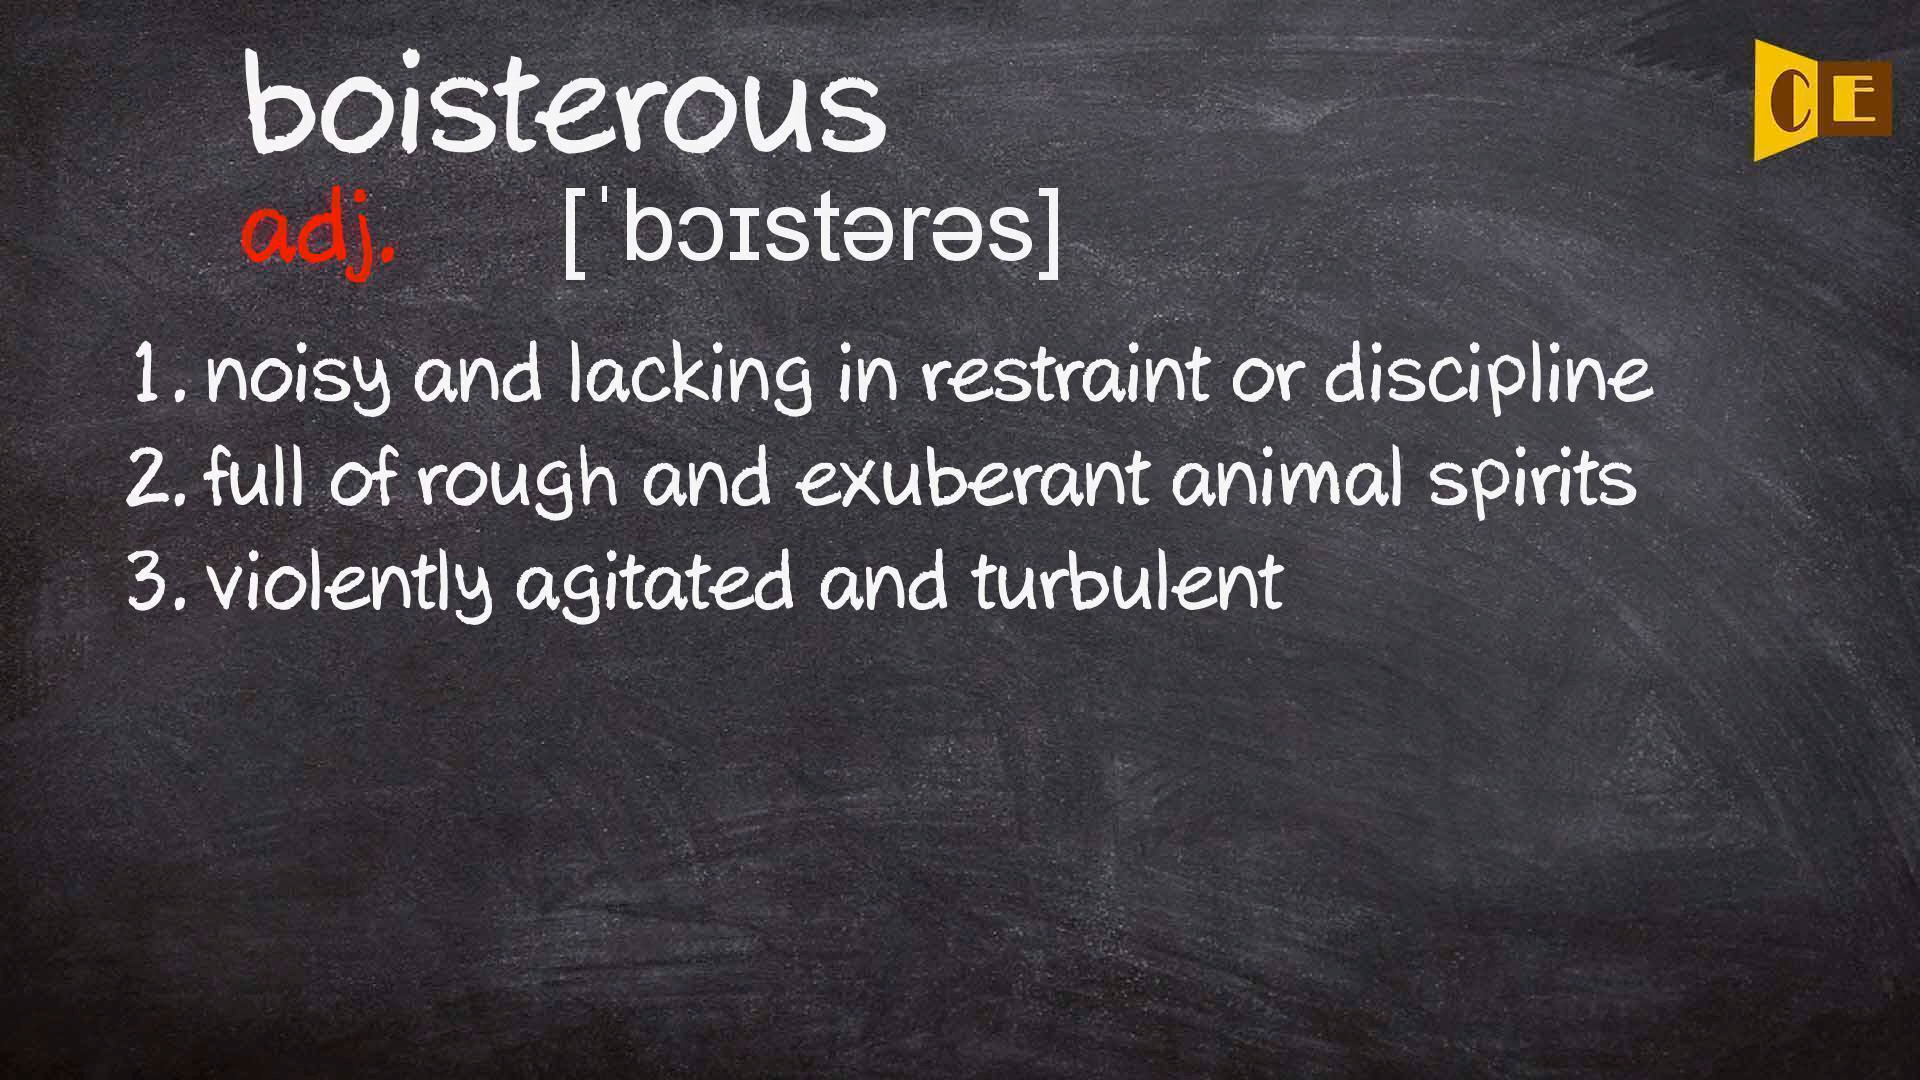 boisterous
CE
adj. [ˈbɔɪstərəs]
1. noisy and lacking in restraint or discipline
2. full of rough and exuberant animal spirits
3. violently agitated and turbulent